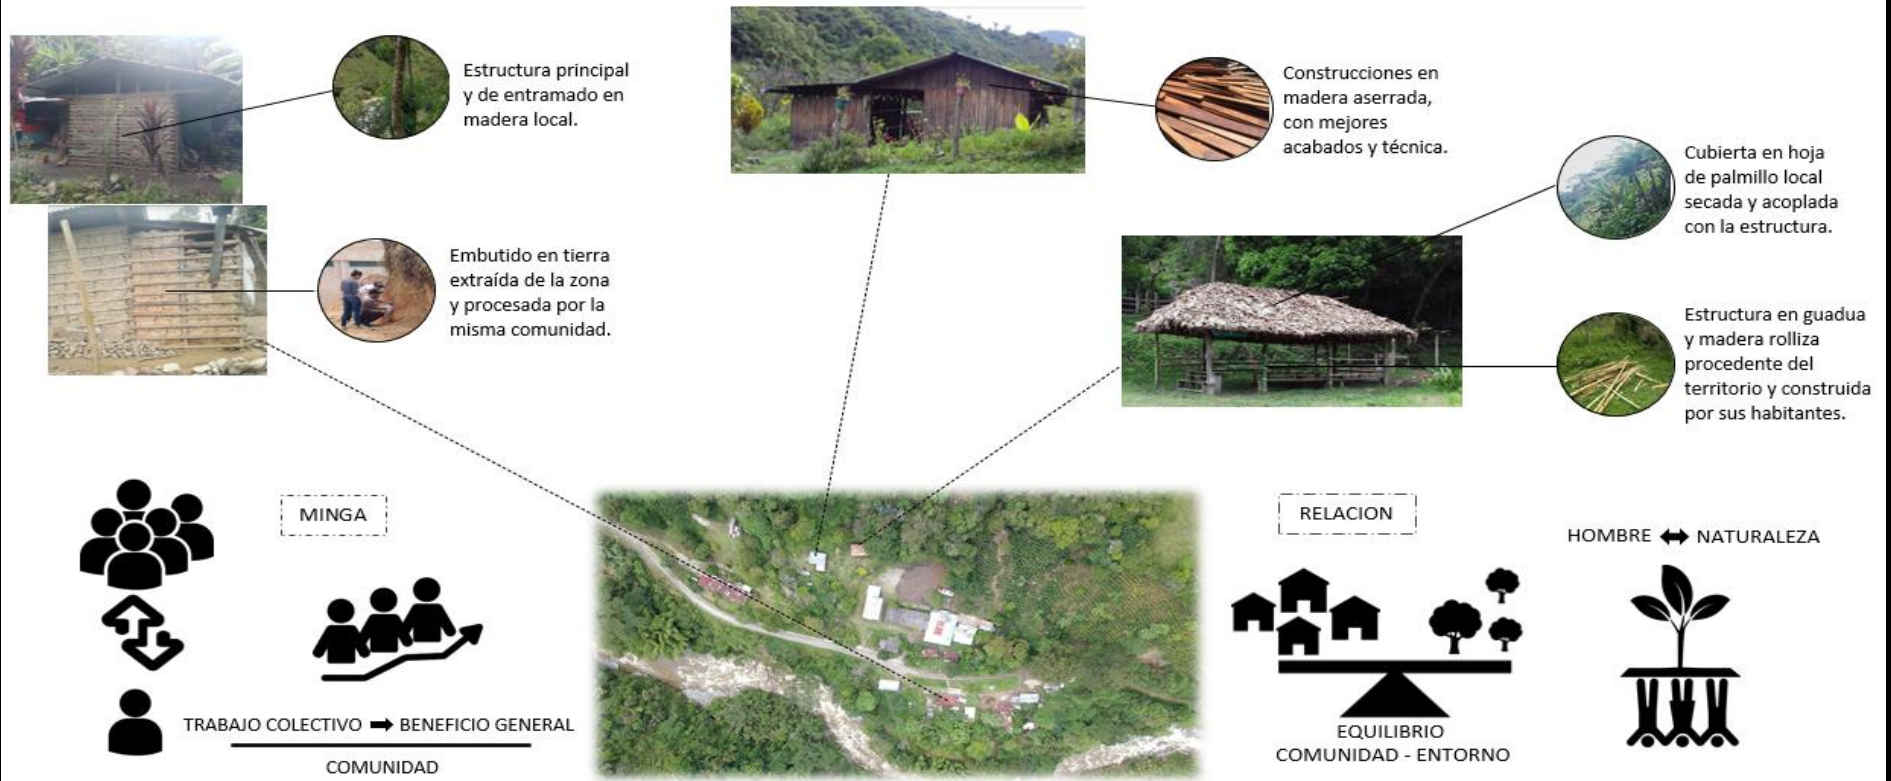 Estructura principal
y de entramado en
madera local.
Embutido en tierra
extraída de la zona
y procesada por la
misma comunidad.
Construcciones en
madera aserrada,
con mejores
acabados y técnica.
Cubierta en hoja
de palmillo local
secada y acoplada
con la estructura.
Estructura en guadua
y madera rolliza
procedente del
territorio y construida
por sus habitantes.
MINGA
TRABAJO COLECTIVO ➡ BENEFICIO GENERAL
COMUNIDAD
RELACION
EQUILIBRIO
COMUNIDAD - ENTORNO
HOMBRE ⬌ NATURALEZA